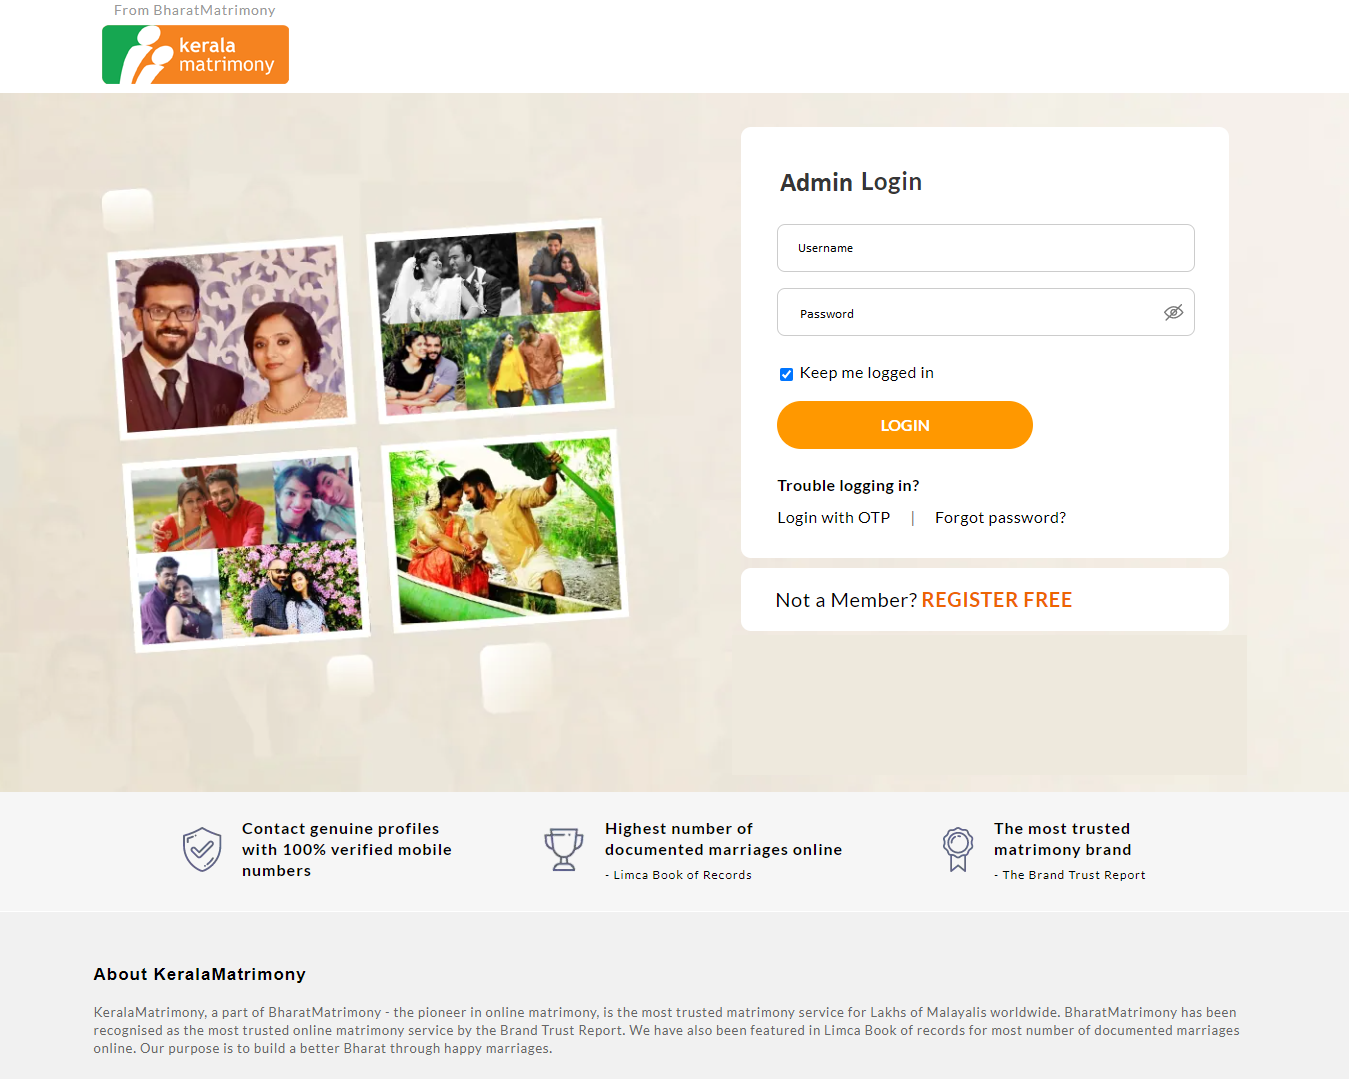 From BharatMatrimony
kerala
matrimony
Admin Login
Username
Password
Keep me logged in
LOGIN
Trouble logging in?
Login with OTP | Forgot password?
Not a Member? REGISTER FREE
Contact genuine profiles
with 100% verified mobile
numbers
Highest number of
documented marriages online
- Limca Book of Records
The most trusted
matrimony brand
- The Brand Trust Report
About KeralaMatrimony
KeralaMatrimony, a part of BharatMatrimony - the pioneer in online matrimony, is the most trusted matrimony service for Lakhs of Malayalis worldwide. BharatMatrimony has been
recognised as the most trusted online matrimony service by the Brand Trust Report. We have also been featured in Limca Book of records for most number of documented marriages
online. Our purpose is to build a better Bharat through happy marriages.